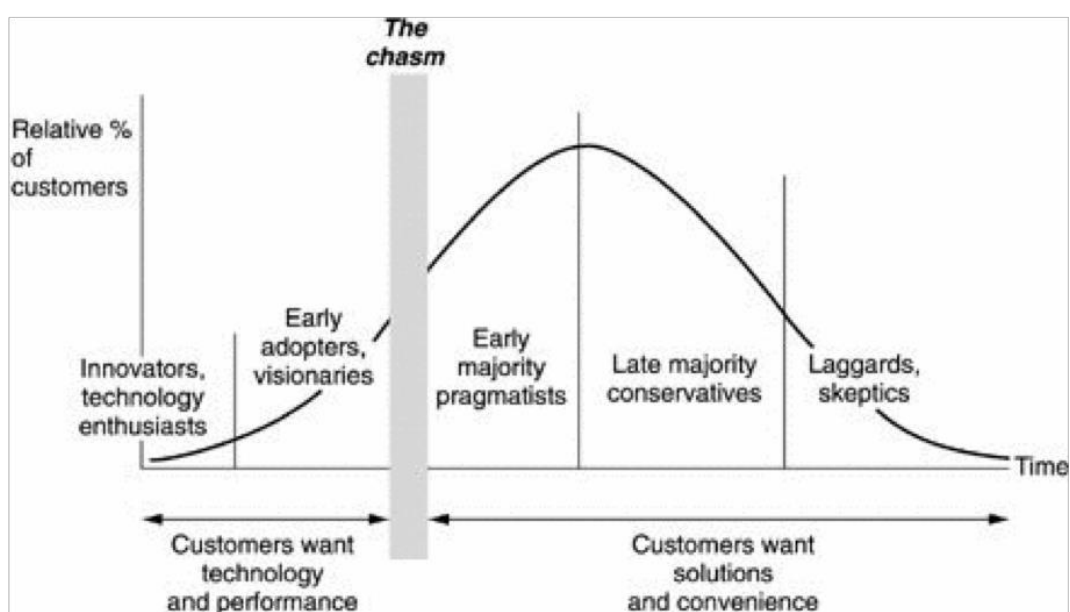 The
chasm
Relative %
of
customers
Innovators,
technology
enthusiasts
Early
adopters,
visionaries
Early
majority
pragmatists
Late majority
conservatives
Laggards,
skeptics
Time
Customers want
technology
and performance
Customers want
solutions
and convenience